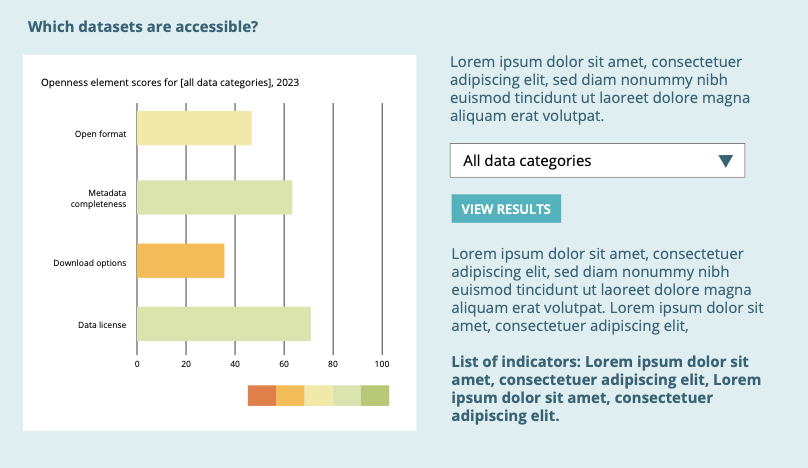 Which datasets are accessible?
Openness element scores for [all data categories], 2023
Open format
Metadata
completeness
Download options
Data license
0 20 40 60 80 100
Lorem ipsum dolor sit amet, consectetuer
adipiscing elit, sed diam nonummy nibh
euismod tincidunt ut laoreet dolore magna
aliquam erat volutpat.
All data categories
VIEW RESULTS
Lorem ipsum dolor sit amet, consectetuer
adipiscing elit, sed diam nonummy nibh
euismod tincidunt ut laoreet dolore magna
aliquam erat volutpat. Lorem ipsum dolor sit
amet, consectetuer adipiscing elit,
List of indicators: Lorem ipsum dolor sit
amet, consectetuer adipiscing elit, Lorem
ipsum dolor sit amet, consectetuer
adipiscing elit.